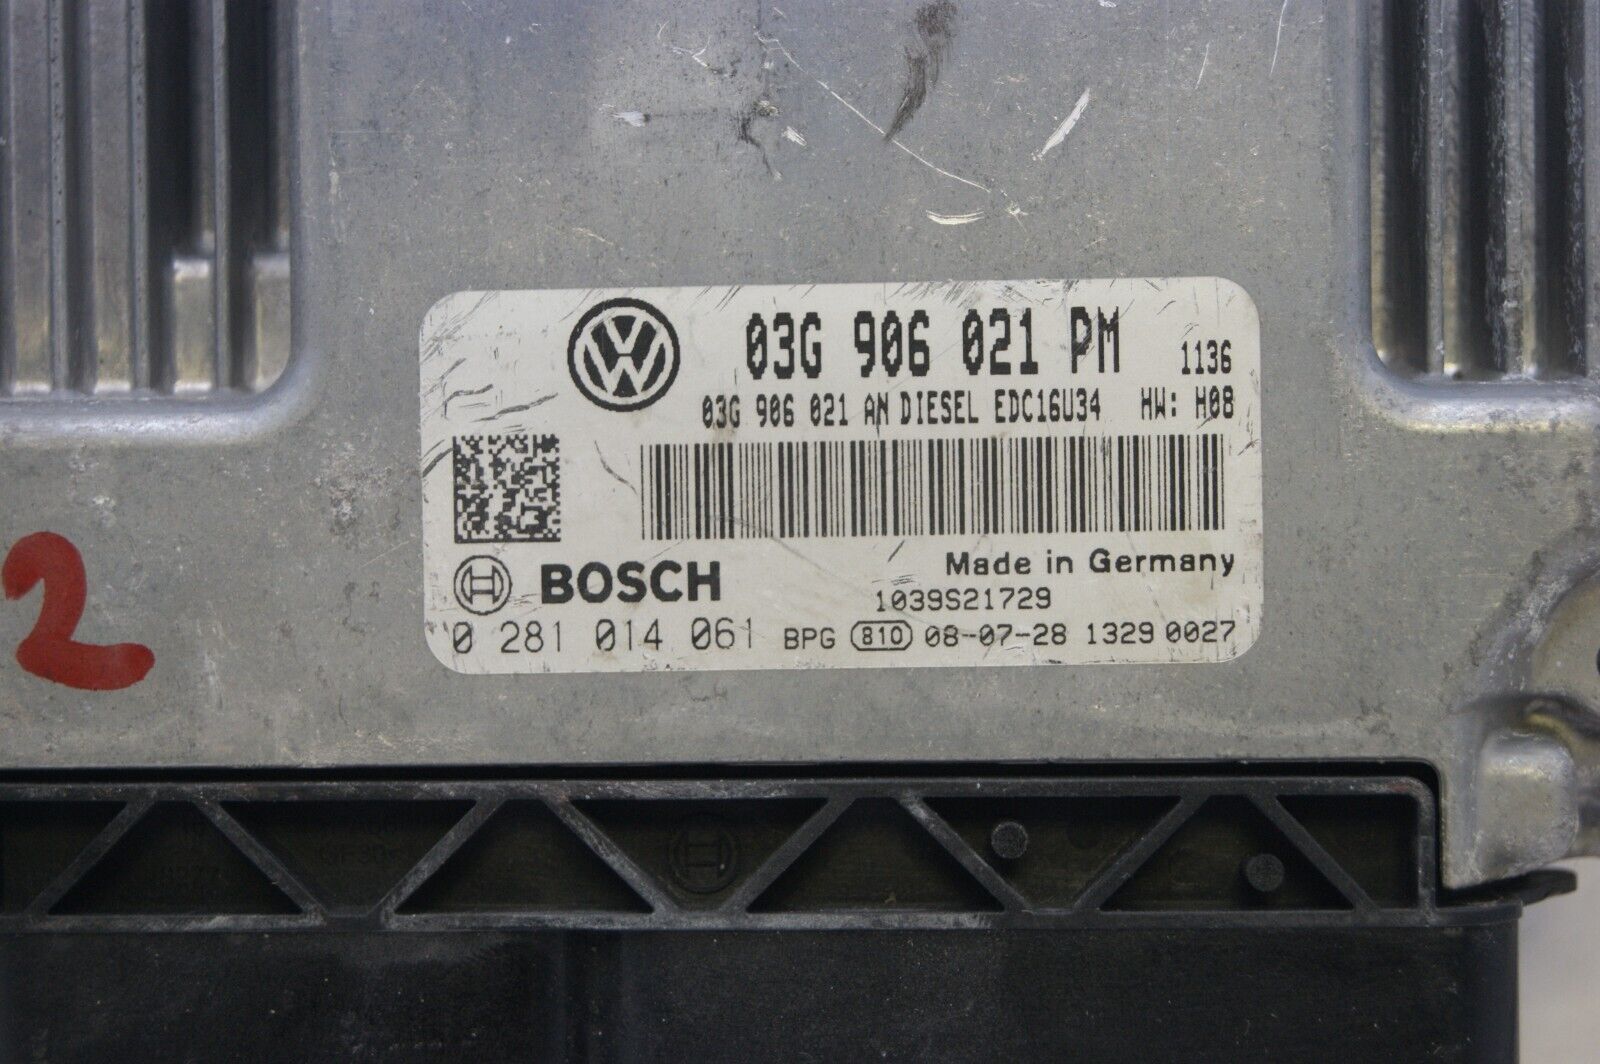 03G 906 021 PM 1136
03G 906 021 AN DIESEL EDC16U34 HW: H08
BOSCH
Made in Germany
1039S21729
0 281 014 061 BPG 810 08-07-28 1329 0027
2